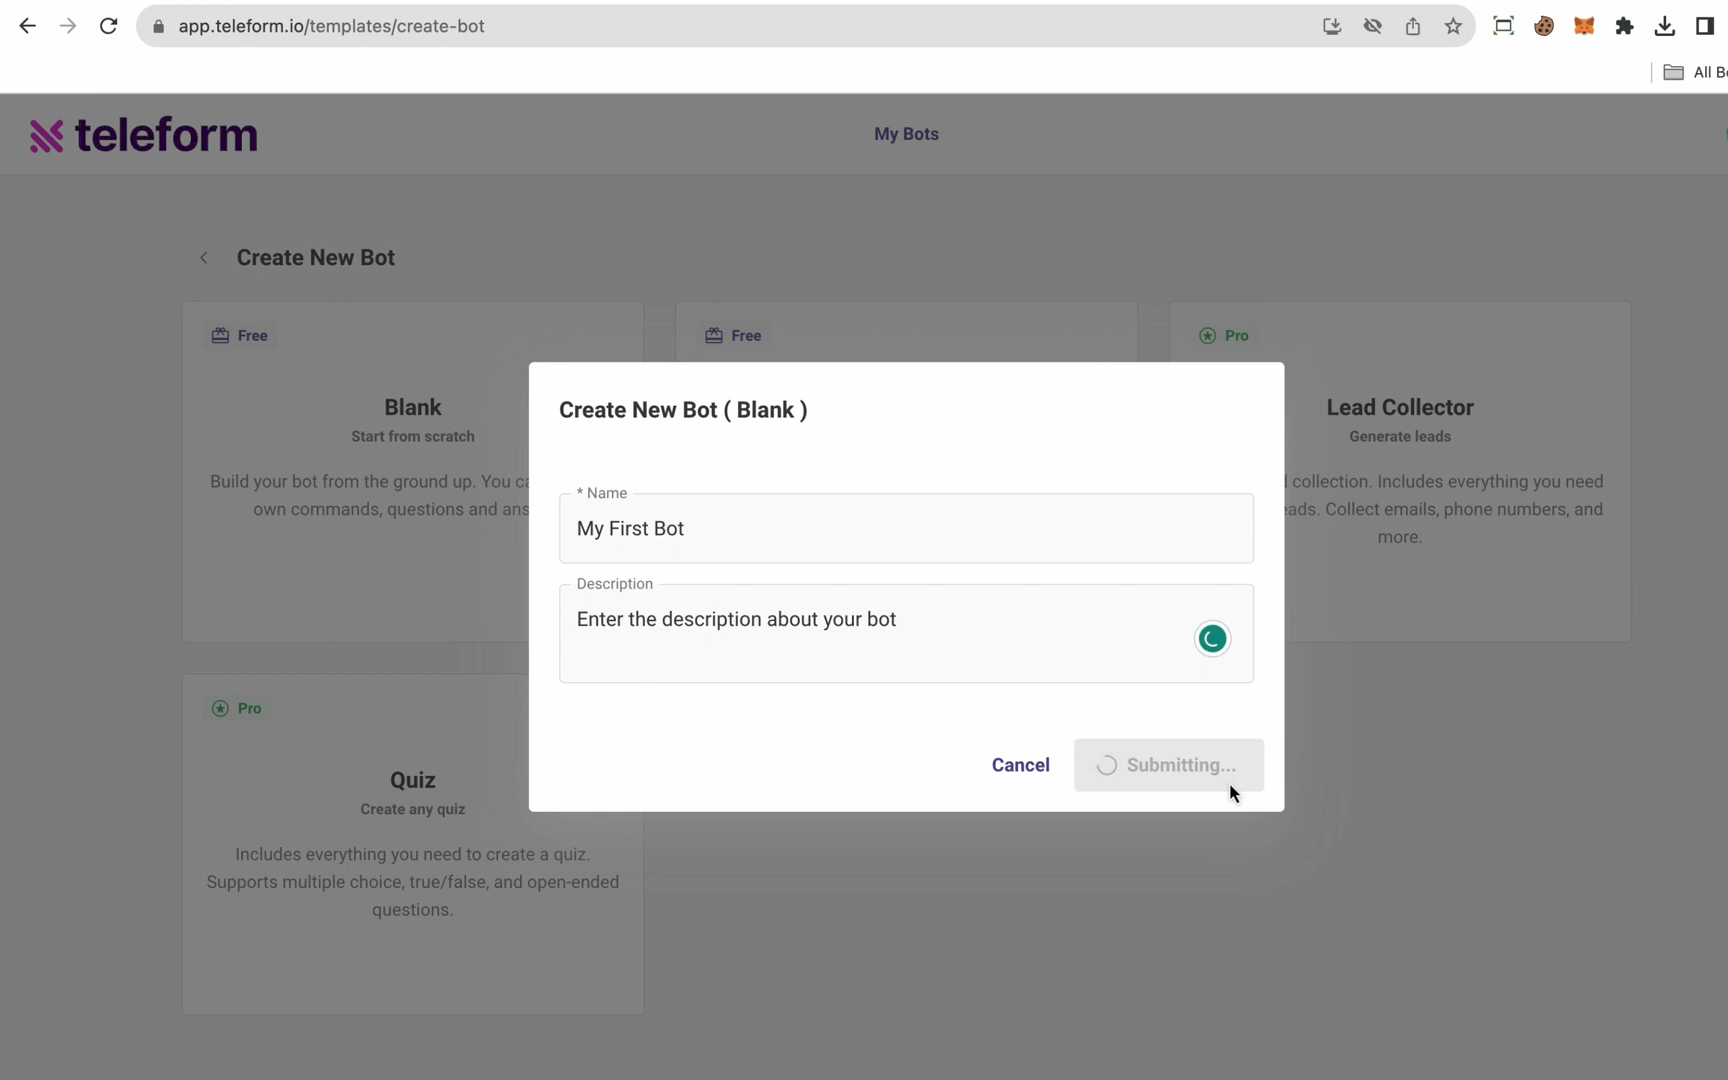 app.teleform.io/templates/create-bot
All Bo
teleform
My Bots
Create New Bot
Free
Free
Pro
Blank
Start from scratch
Build your bot from the ground up. You ca
own commands, questions and ans
Lead Collector
Generate leads
collection. Includes everything you need
eads. Collect emails, phone numbers, and
more.
Create New Bot ( Blank )
* Name
My First Bot
Description
Enter the description about your bot
Cancel
Submitting...
Pro
Quiz
Create any quiz
Includes everything you need to create a quiz.
Supports multiple choice, true/false, and open-ended
questions.